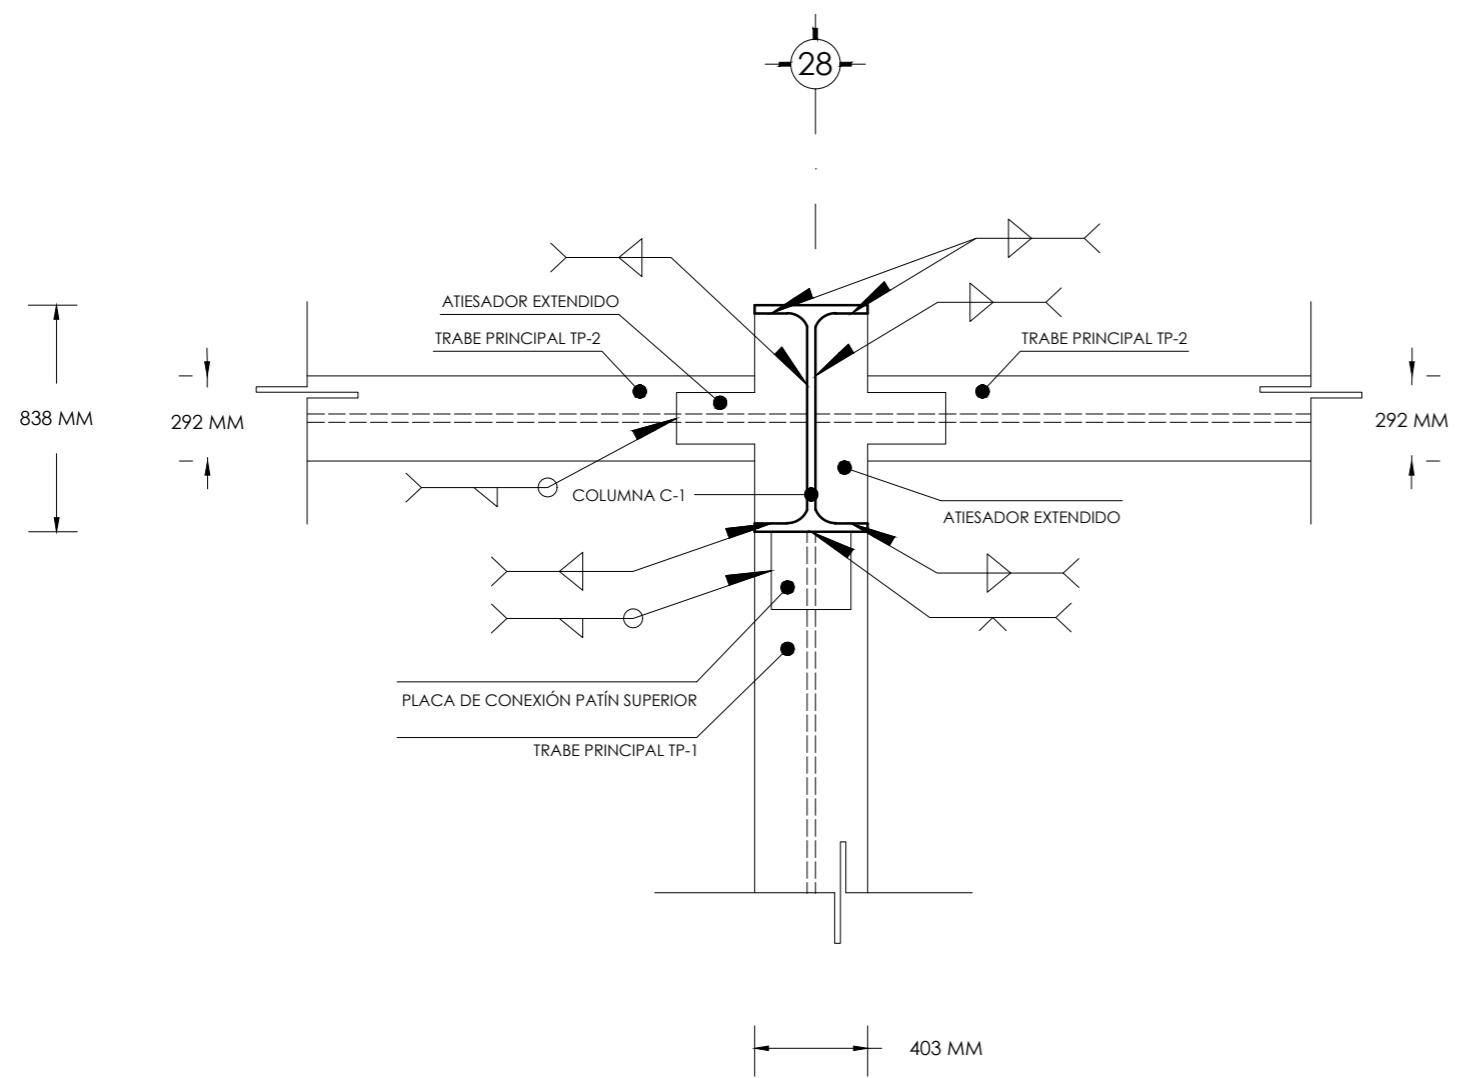 28
ATIESADOR EXTENDIDO
TRABE PRINCIPAL TP-2
TRABE PRINCIPAL TP-2
838 MM
292 MM
292 MM
COLUMNA C-1
ATIESADOR EXTENDIDO
PLACA DE CONEXIÓN PATÍN SUPERIOR
TRABE PRINCIPAL TP-1
403 MM